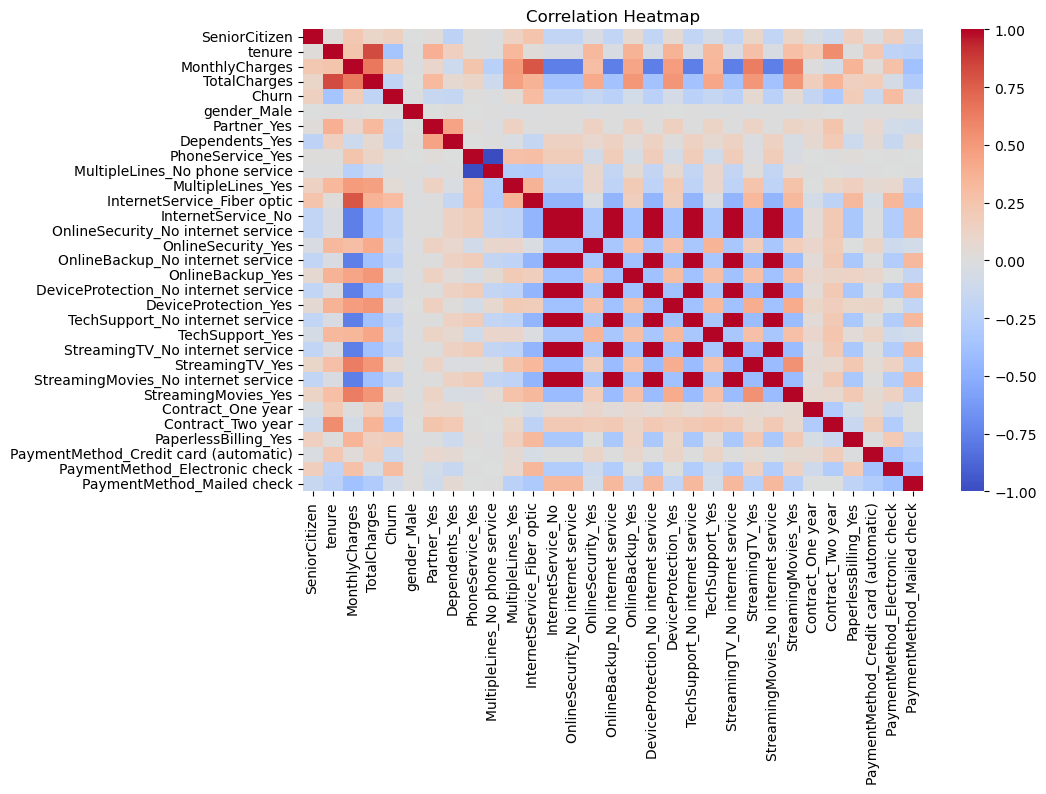 Correlation Heatmap
SeniorCitizen
tenure
MonthlyCharges
TotalCharges
Churn
gender_Male
Partner_Yes
Dependents_Yes
PhoneService_Yes
MultipleLines_No phone service
MultipleLines_Yes
InternetService_Fiber optic
InternetService_No
OnlineSecurity_No internet service
OnlineSecurity_Yes
OnlineBackup_No internet service
OnlineBackup_Yes
DeviceProtection_No internet service
DeviceProtection_Yes
TechSupport_No internet service
TechSupport_Yes
StreamingTV_No internet service
StreamingTV_Yes
StreamingMovies_No internet service
StreamingMovies_Yes
Contract_One year
Contract_Two year
PaperlessBilling_Yes
PaymentMethod_Credit card (automatic)
PaymentMethod_Electronic check
PaymentMethod_Mailed check
SeniorCitizen
tenure
MonthlyCharges
TotalCharges
Churn
gender_Male
Partner_Yes
Dependents_Yes
PhoneService_Yes
MultipleLines_No phone service
MultipleLines_Yes
InternetService_Fiber optic
InternetService_No
OnlineSecurity_No internet service
OnlineSecurity_Yes
OnlineBackup_No internet service
OnlineBackup_Yes
DeviceProtection_No internet service
DeviceProtection_Yes
TechSupport_No internet service
TechSupport_Yes
StreamingTV_No internet service
StreamingTV_Yes
StreamingMovies_No internet service
StreamingMovies_Yes
Contract_One year
Contract_Two year
PaperlessBilling_Yes
PaymentMethod_Credit card (automatic)
PaymentMethod_Electronic check
PaymentMethod_Mailed check
1.00
0.75
0.50
0.25
0.00
−0.25
−0.50
−0.75
−1.00